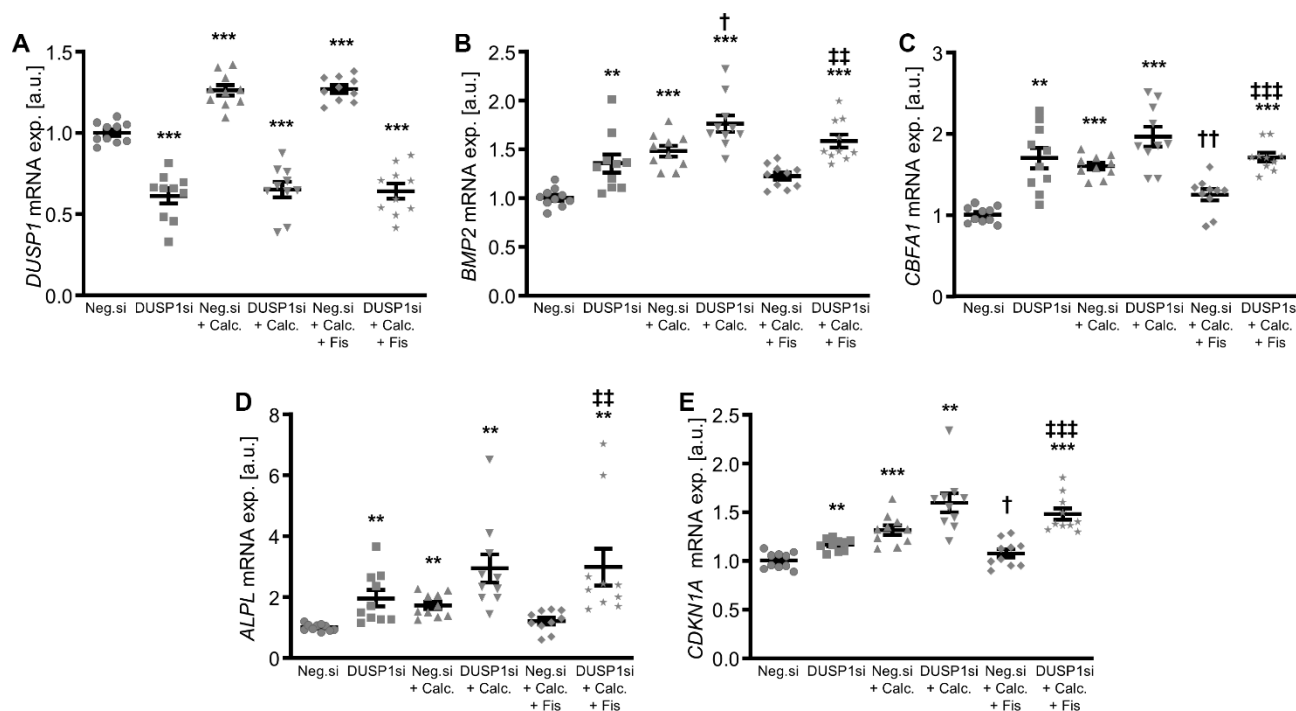 A
DUSP1 mRNA exp. [a.u.]
1.5
1.0
0.5
0.0
***
***
***
***
***
Neg.si
DUSP1si
Neg.si
+ Calc.
DUSP1si
+ Calc.
Neg.si
+ Calc.
+ Fis
DUSP1si
+ Calc.
+ Fis
B
BMP2 mRNA exp. [a.u.]
2.5
2.0
1.5
1.0
0.5
0.0
**
***
†
***
‡‡
***
Neg.si
DUSP1si
Neg.si
+ Calc.
DUSP1si
+ Calc.
Neg.si
+ Calc.
+ Fis
DUSP1si
+ Calc.
+ Fis
C
CBFA1 mRNA exp. [a.u.]
3
2
1
0
**
***
***
††
‡‡‡
***
Neg.si
DUSP1si
Neg.si
+ Calc.
DUSP1si
+ Calc.
Neg.si
+ Calc.
+ Fis
DUSP1si
+ Calc.
+ Fis
D
ALPL mRNA exp. [a.u.]
8
6
4
2
0
**
**
**
‡‡
**
Neg.si
DUSP1si
Neg.si
+ Calc.
DUSP1si
+ Calc.
Neg.si
+ Calc.
+ Fis
DUSP1si
+ Calc.
+ Fis
E
CDKN1A mRNA exp. [a.u.]
2.5
2.0
1.5
1.0
0.5
0.0
**
***
**
†
‡‡‡
***
Neg.si
DUSP1si
Neg.si
+ Calc.
DUSP1si
+ Calc.
Neg.si
+ Calc.
+ Fis
DUSP1si
+ Calc.
+ Fis